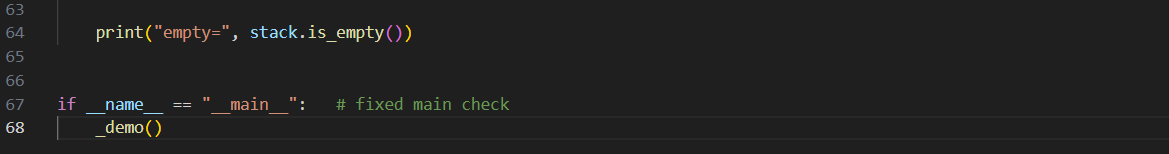 63
64    print("empty=", stack.is_empty())
65
66
67 if __name__ == "__main__":   # fixed main check
68    _demo()